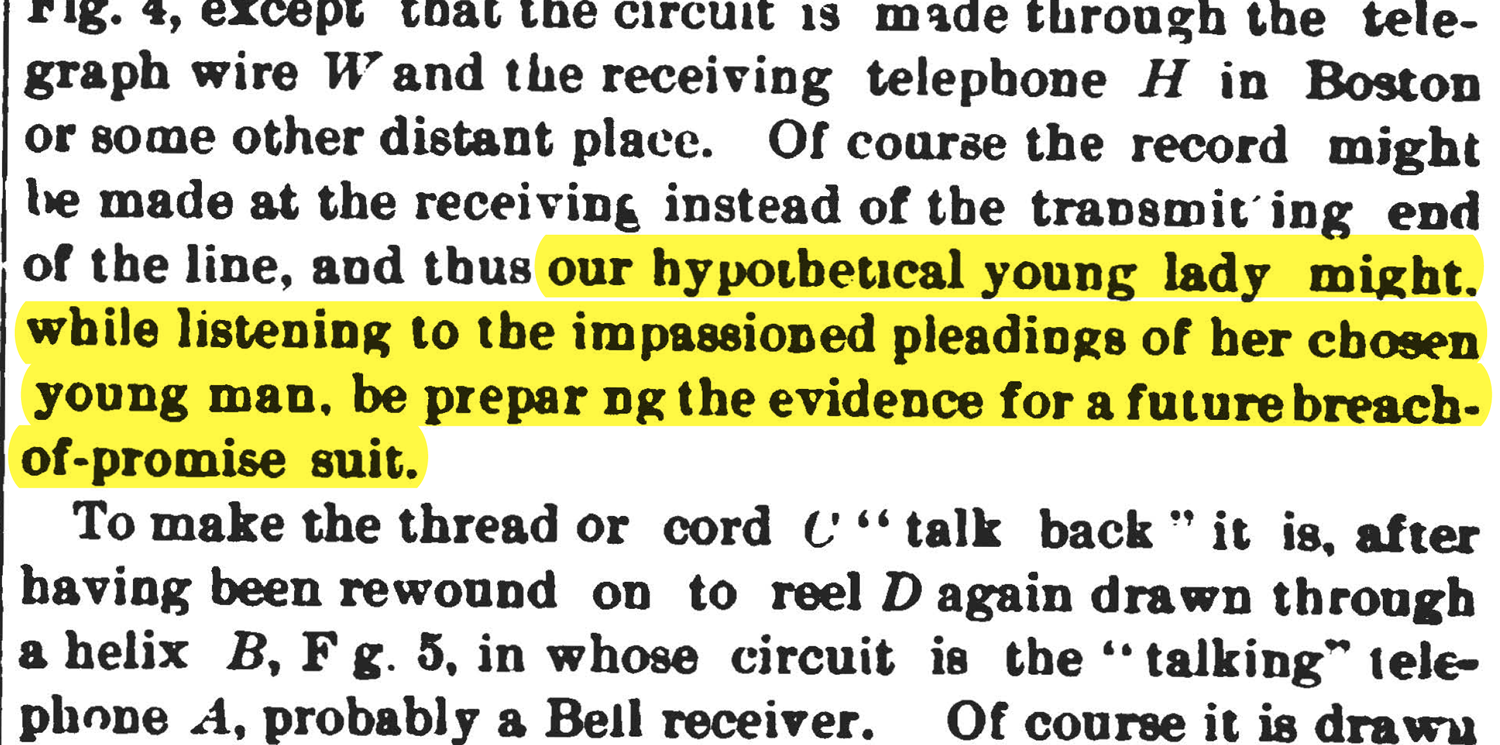 Fig. 4, except that the circuit is made through the tele-
graph wire W and the receiving telephone H in Boston
or some other distant place. Of course the record might
be made at the receiving instead of the transmit'ing end
of the line, and thus our hypothetical young lady might.
while listening to the impassioned pleadings of her chosen
young man, be prepar ng the evidence for a future breach-
of-promise suit.
To make the thread or cord C “ talk back ” it is, after
having been rewound on to reel D again drawn through
a helix B, F g. 5, in whose circuit is the “ talking” tele-
phone A, probably a Bell receiver. Of course it is drawn